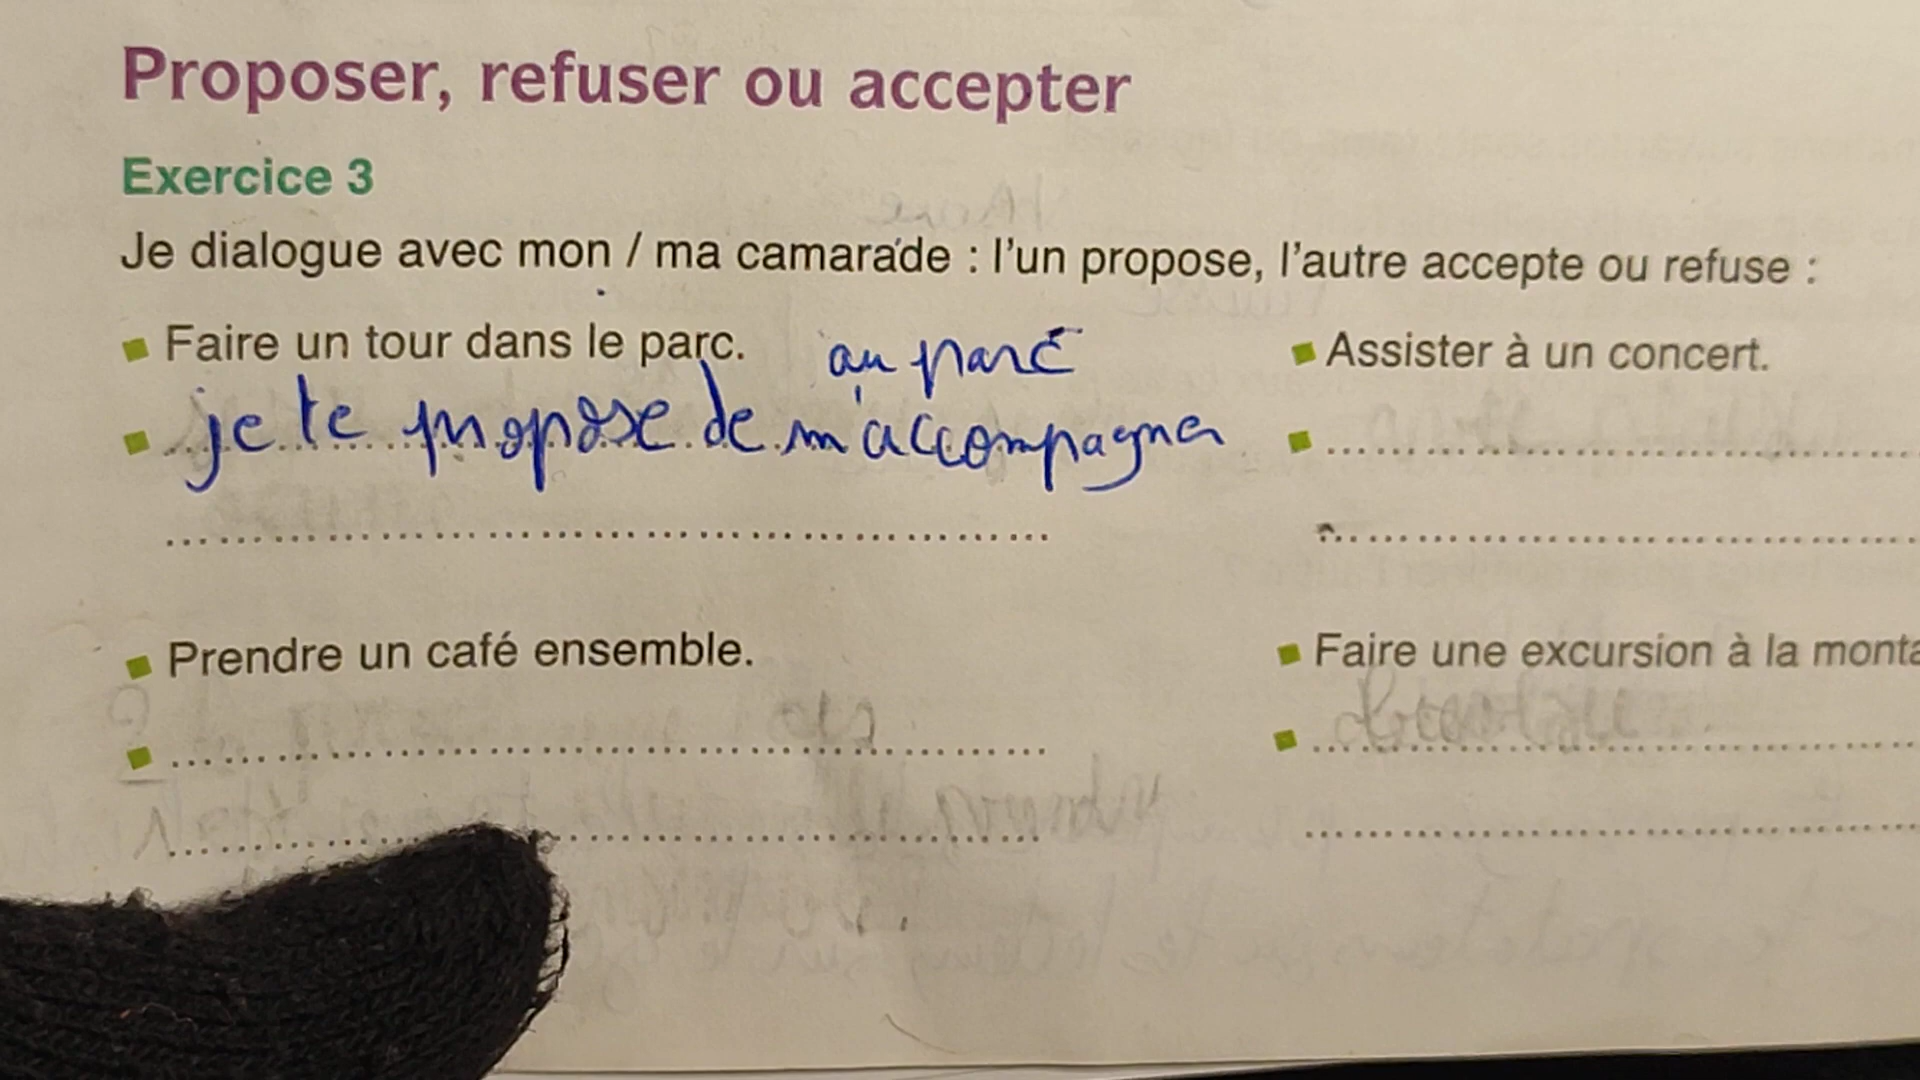 Proposer, refuser ou accepter
Exercice 3
Je dialogue avec mon / ma camarade : l'un propose, l'autre accepte ou refuse :
Faire un tour dans le parc.
au parc
je te propose de m'accompagner
Assister à un concert.
Prendre un café ensemble.
Faire une excursion à la monta